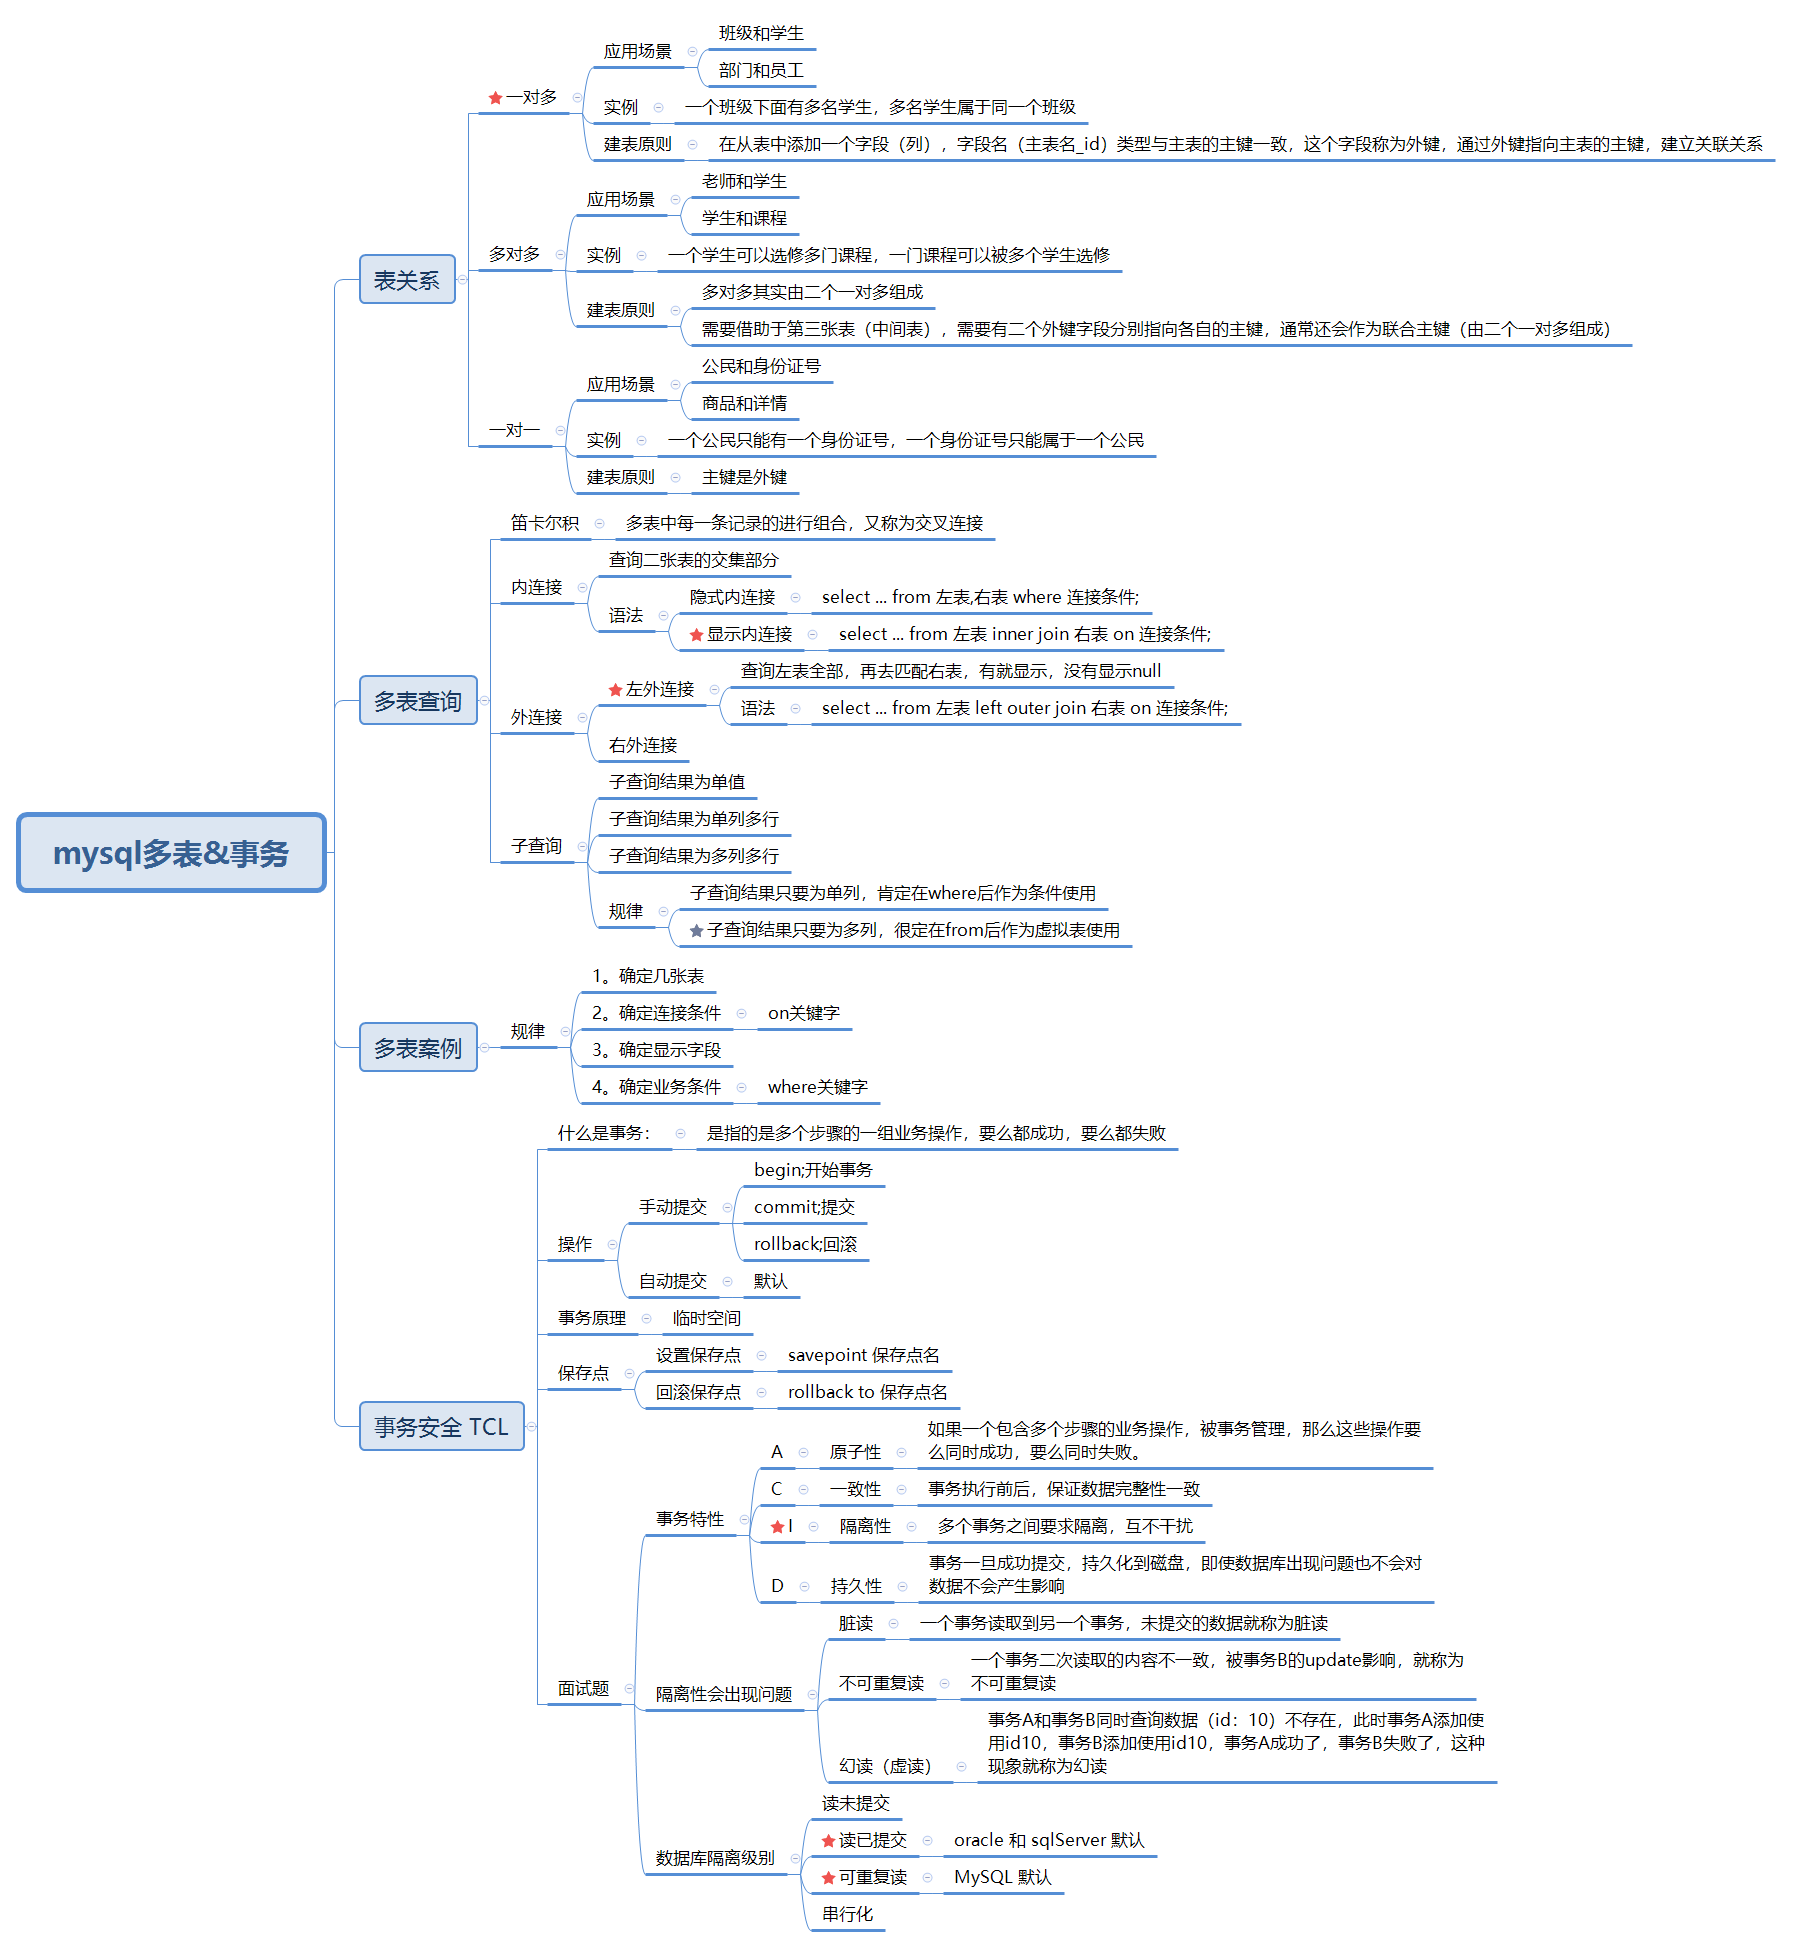 班级和学生
应用场景
部门和员工
一对多
实例
一个班级下面有多名学生，多名学生属于同一个班级
建表原则
在从表中添加一个字段（列），字段名（主表名_id）类型与主表的主键一致，这个字段称为外键，通过外键指向主表的主键，建立关联关系
老师和学生
应用场景
学生和课程
多对多
实例
一个学生可以选修多门课程，一门课程可以被多个学生选修
表关系
多对多其实由二个一对多组成
建表原则
需要借助于第三张表（中间表），需要有二个外键字段分别指向各自的主键，通常还会作为联合主键（由二个一对多组成）
公民和身份证号
应用场景
商品和详情
一对一
实例
一个公民只能有一个身份证号，一个身份证号只能属于一个公民
建表原则
主键是外键
笛卡尔积
多表中每一条记录的进行组合，又称为交叉连接
查询二张表的交集部分
内连接
隐式内连接
select ... from 左表,右表 where 连接条件;
语法
显示内连接
select ... from 左表 inner join 右表 on 连接条件;
查询左表全部，再去匹配右表，有就显示，没有显示null
左外连接
多表查询
语法
select ... from 左表 left outer join 右表 on 连接条件;
外连接
右外连接
子查询结果为单值
子查询结果为单列多行
子查询
子查询结果为多列多行
mysql多表&事务
子查询结果只要为单列，肯定在where后作为条件使用
规律
子查询结果只要为多列，很定在from后作为虚拟表使用
1。确定几张表
2。确定连接条件
on关键字
规律
多表案例
3。确定显示字段
4。确定业务条件
where关键字
什么是事务：
是指的是多个步骤的一组业务操作，要么都成功，要么都失败
begin;开始事务
手动提交
commit;提交
操作
rollback;回滚
自动提交
默认
事务原理
临时空间
设置保存点
savepoint 保存点名
保存点
回滚保存点
rollback to 保存点名
事务安全 TCL
如果一个包含多个步骤的业务操作，被事务管理，那么这些操作要
么同时成功，要么同时失败。
A
原子性
C
一致性
事务执行前后，保证数据完整性一致
事务特性
I
隔离性
多个事务之间要求隔离，互不干扰
事务一旦成功提交，持久化到磁盘，即使数据库出现问题也不会对
数据不会产生影响
D
持久性
脏读
一个事务读取到另一个事务，未提交的数据就称为脏读
一个事务二次读取的内容不一致，被事务B的update影响，就称为
不可重复读
不可重复读
面试题
隔离性会出现问题
事务A和事务B同时查询数据（id：10）不存在，此时事务A添加使
用id10，事务B添加使用id10，事务A成功了，事务B失败了，这种
现象就称为幻读
幻读（虚读）
读未提交
读已提交
oracle 和 sqlServer 默认
数据库隔离级别
可重复读
MySQL 默认
串行化